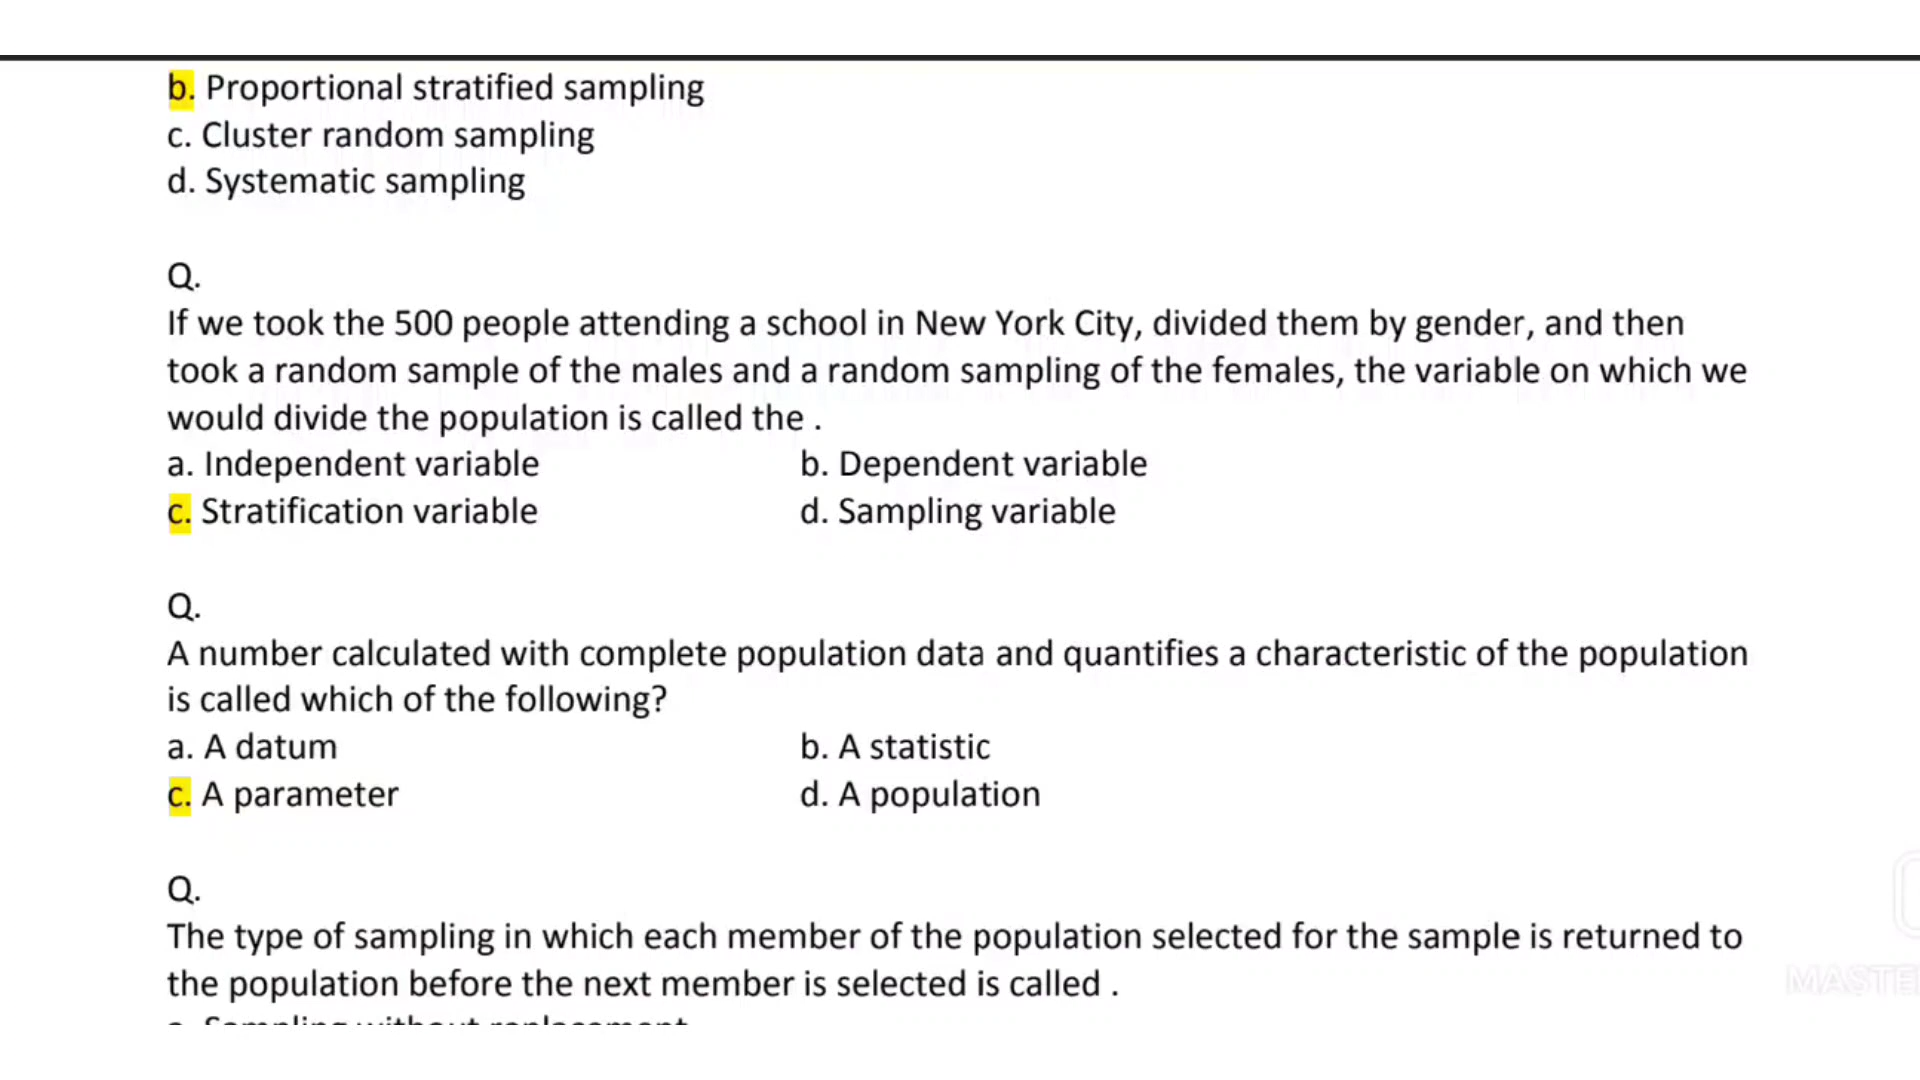 b. Proportional stratified sampling
c. Cluster random sampling
d. Systematic sampling
Q.
If we took the 500 people attending a school in New York City, divided them by gender, and then
took a random sample of the males and a random sampling of the females, the variable on which we
would divide the population is called the .
a. Independent variable b. Dependent variable
c. Stratification variable d. Sampling variable
Q.
A number calculated with complete population data and quantifies a characteristic of the population
is called which of the following?
a. A datum b. A statistic
c. A parameter d. A population
Q.
The type of sampling in which each member of the population selected for the sample is returned to
the population before the next member is selected is called .
a. Sampling without replacement